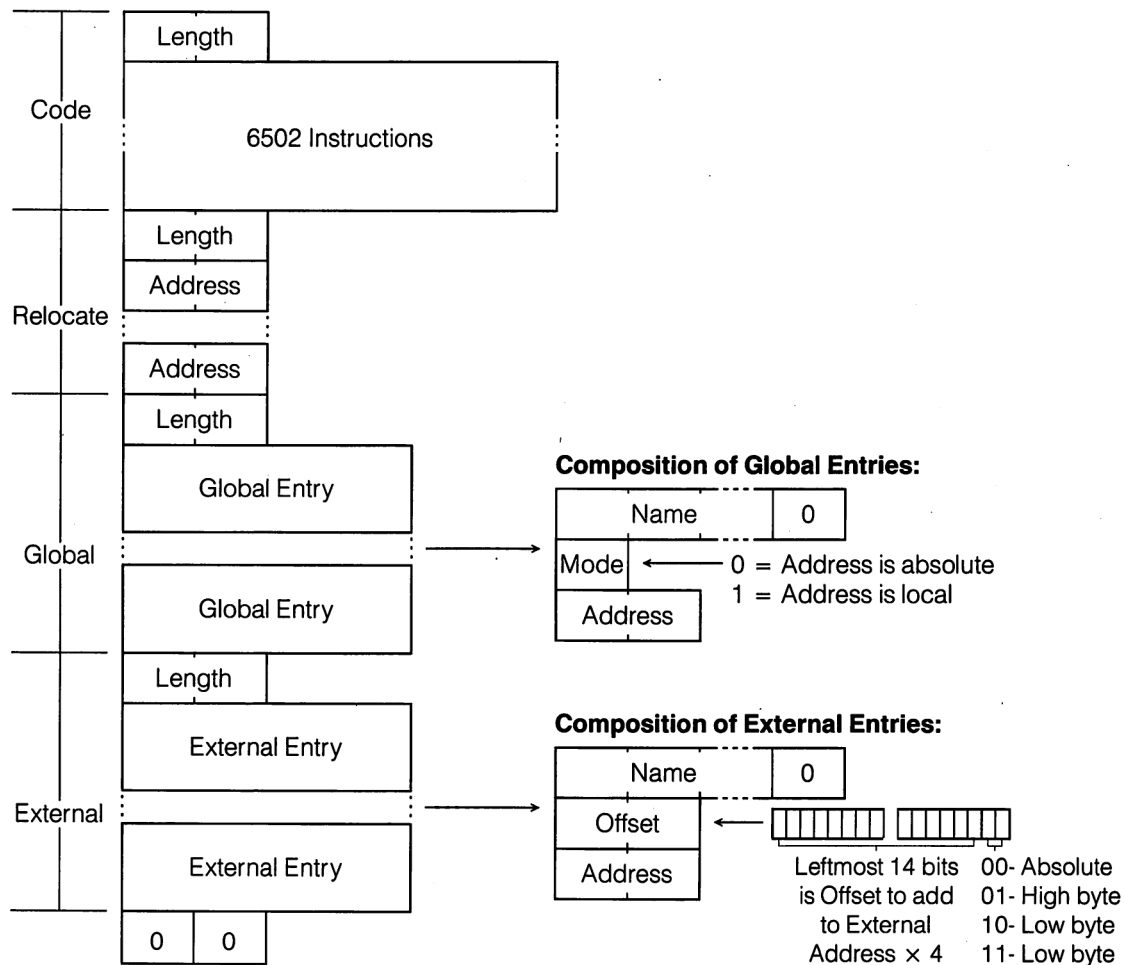 Length
Code
6502 Instructions
Length
Address
Relocate
Address
Length
Global Entry
Global
Global Entry
Length
External Entry
External
External Entry
0 0
Composition of Global Entries:
Name 0
Mode 0 = Address is absolute
1 = Address is local
Address
Composition of External Entries:
Name 0
Offset
Address
Leftmost 14 bits 00- Absolute
is Offset to add 01- High byte
to External 10- Low byte
Address × 4 11- Low byte